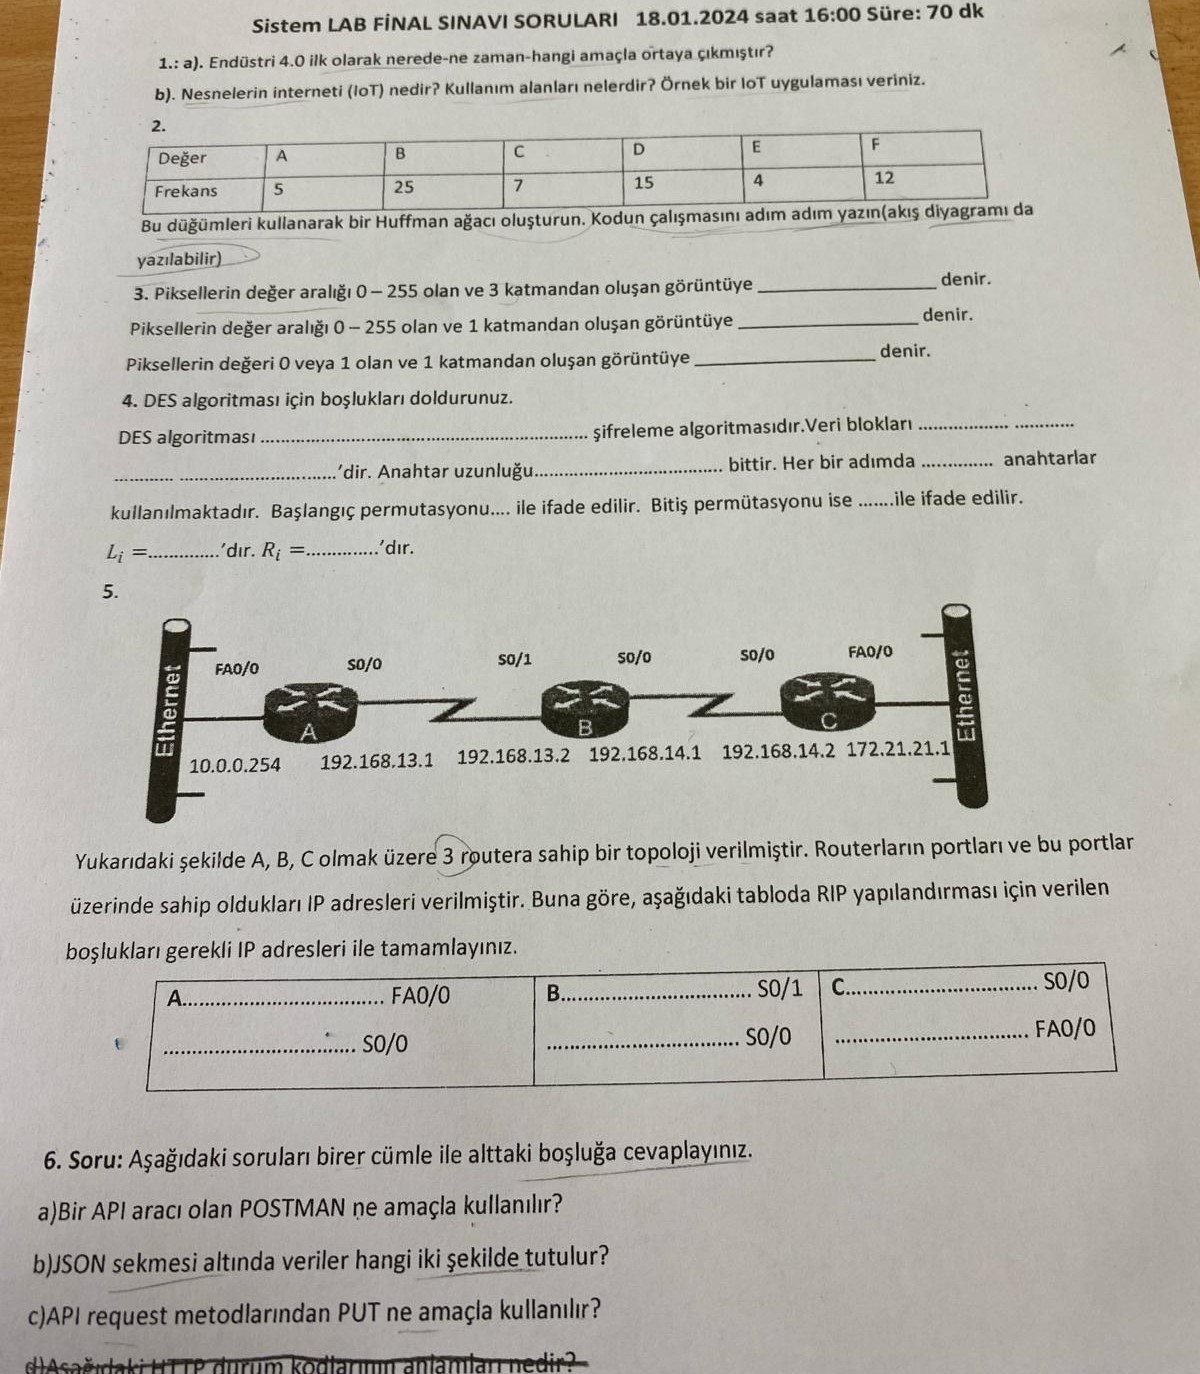 Sistem LAB FİNAL SINAVI SORULARI 18.01.2024 saat 16:00 Süre: 70 dk
1.: a). Endüstri 4.0 ilk olarak nerede-ne zaman-hangi amaçla ortaya çıkmıştır?
b). Nesnelerin interneti (IoT) nedir? Kullanım alanları nelerdir? Örnek bir IoT uygulaması veriniz.
2.
Değer A B C D E F
Frekans 5 25 7 15 4 12
Bu düğümleri kullanarak bir Huffman ağacı oluşturun. Kodun çalışmasını adım adım yazın(akış diyagramı da
yazılabilir)
3. Piksellerin değer aralığı 0 – 255 olan ve 3 katmandan oluşan görüntüye ____________________ denir.
Piksellerin değer aralığı 0 – 255 olan ve 1 katmandan oluşan görüntüye ____________________ denir.
Piksellerin değeri 0 veya 1 olan ve 1 katmandan oluşan görüntüye ____________________ denir.
4. DES algoritması için boşlukları doldurunuz.
DES algoritması ........................................................ şifreleme algoritmasıdır.Veri blokları ................ ...........
........... ............................'dir. Anahtar uzunluğu................................. bittir. Her bir adımda .............. anahtarlar
kullanılmaktadır. Başlangıç permutasyonu.... ile ifade edilir. Bitiş permütasyonu ise .......ile ifade edilir.
Li =..............'dır. Ri =..............'dır.
5.
Ethernet FA0/0 S0/0 S0/1 S0/0 S0/0 FA0/0 Ethernet
A B C
10.0.0.254 192.168.13.1 192.168.13.2 192.168.14.1 192.168.14.2 172.21.21.1
Yukarıdaki şekilde A, B, C olmak üzere 3 routera sahip bir topoloji verilmiştir. Routerların portları ve bu portlar
üzerinde sahip oldukları IP adresleri verilmiştir. Buna göre, aşağıdaki tabloda RIP yapılandırması için verilen
boşlukları gerekli IP adresleri ile tamamlayınız.
A.................................. FA0/0 B................................ S0/1 C................................ S0/0
................................ S0/0 ................................ S0/0 ................................ FA0/0
6. Soru: Aşağıdaki soruları birer cümle ile alttaki boşluğa cevaplayınız.
a)Bir API aracı olan POSTMAN ne amaçla kullanılır?
b)JSON sekmesi altında veriler hangi iki şekilde tutulur?
c)API request metodlarından PUT ne amaçla kullanılır?
d)Aşağıdaki HTTP durum kodlarının anlamları nedir?